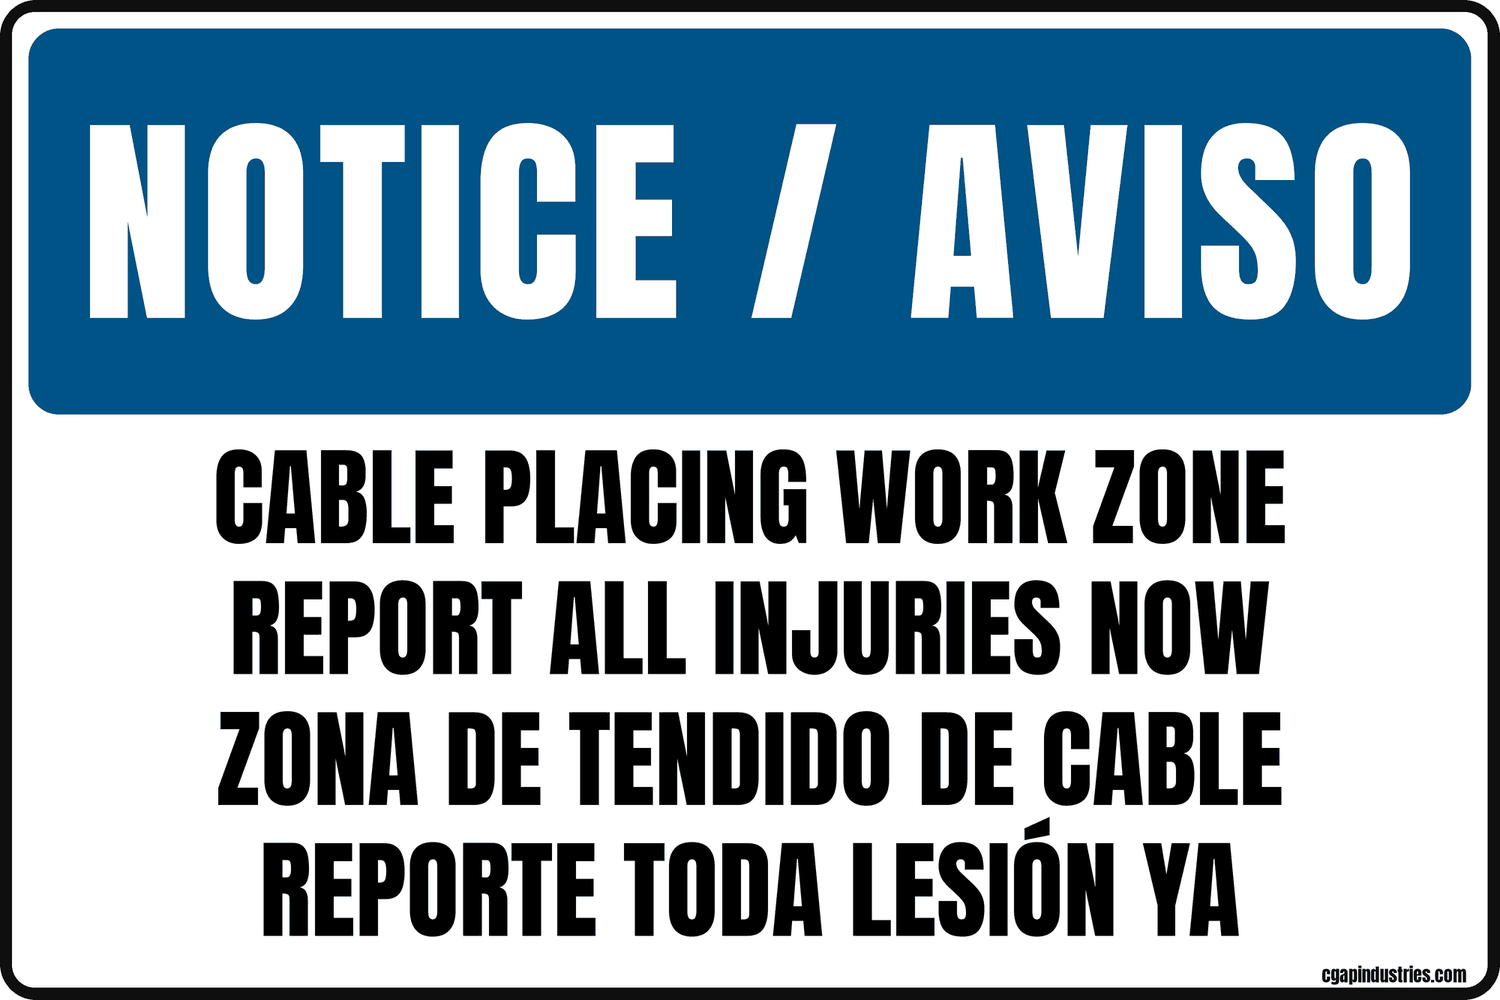 NOTICE / AVISO
CABLE PLACING WORK ZONE
REPORT ALL INJURIES NOW
ZONA DE TENDIDO DE CABLE
REPORTE TODA LESIÓN YA
cgapindustries.com